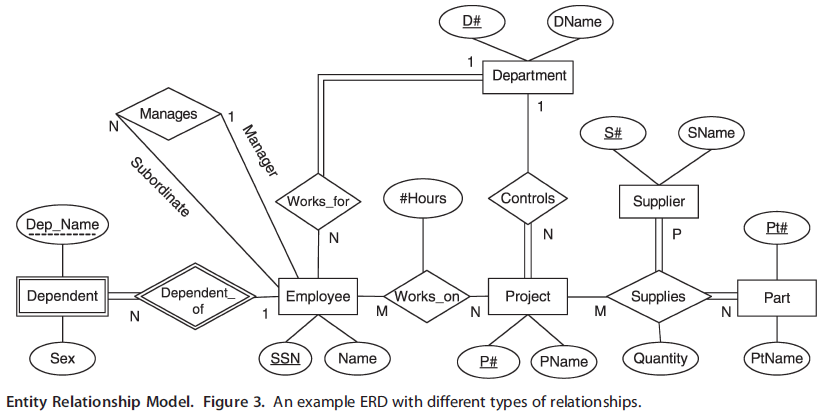 D#
DName
1
Department
1
Manages
N
1
Manager
Subordinate
S#
SName
Works_for
#Hours
Controls
Supplier
Dep_Name
N
N
P
Pt#
Dependent
Dependent_
of
Employee
Works_on
Project
Supplies
Part
N
1
M
N
M
N
Sex
SSN
Name
P#
PName
Quantity
PtName
Entity Relationship Model. Figure 3. An example ERD with different types of relationships.